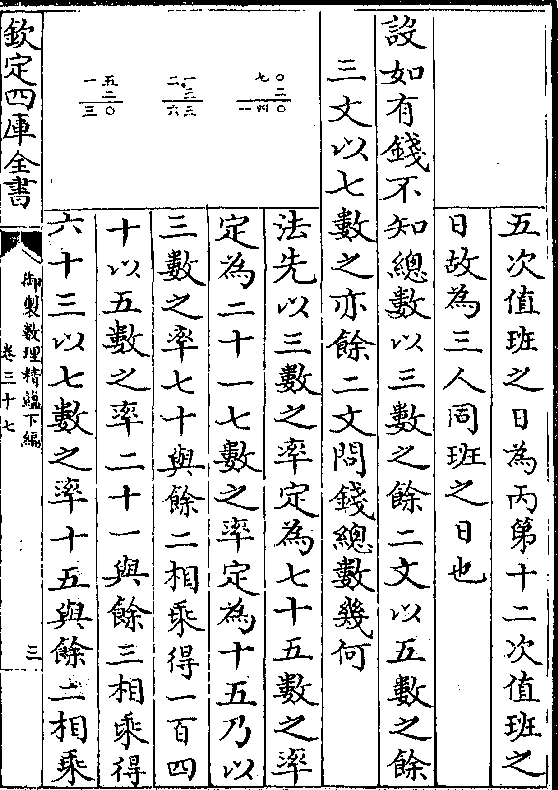 五次值班之日為丙第十二次值班之
日故為三人同班之日也
設如有錢不知總數以三數之餘二文以五數之餘
三文以七數之亦餘二文問錢總數幾何
法先以三數之率定為七十五數之率
定為二十一七數之率定為十五乃以
三數之率七十與餘二相乘得一百四
十以五數之率二十一與餘三相乘得
六十三以七數之率十五與餘二相乘
七〇
二〇
一四〇
二一
三
六三
一五
二
三〇
欽定四庫全書
御製數理精蘊下編
卷三十七
三